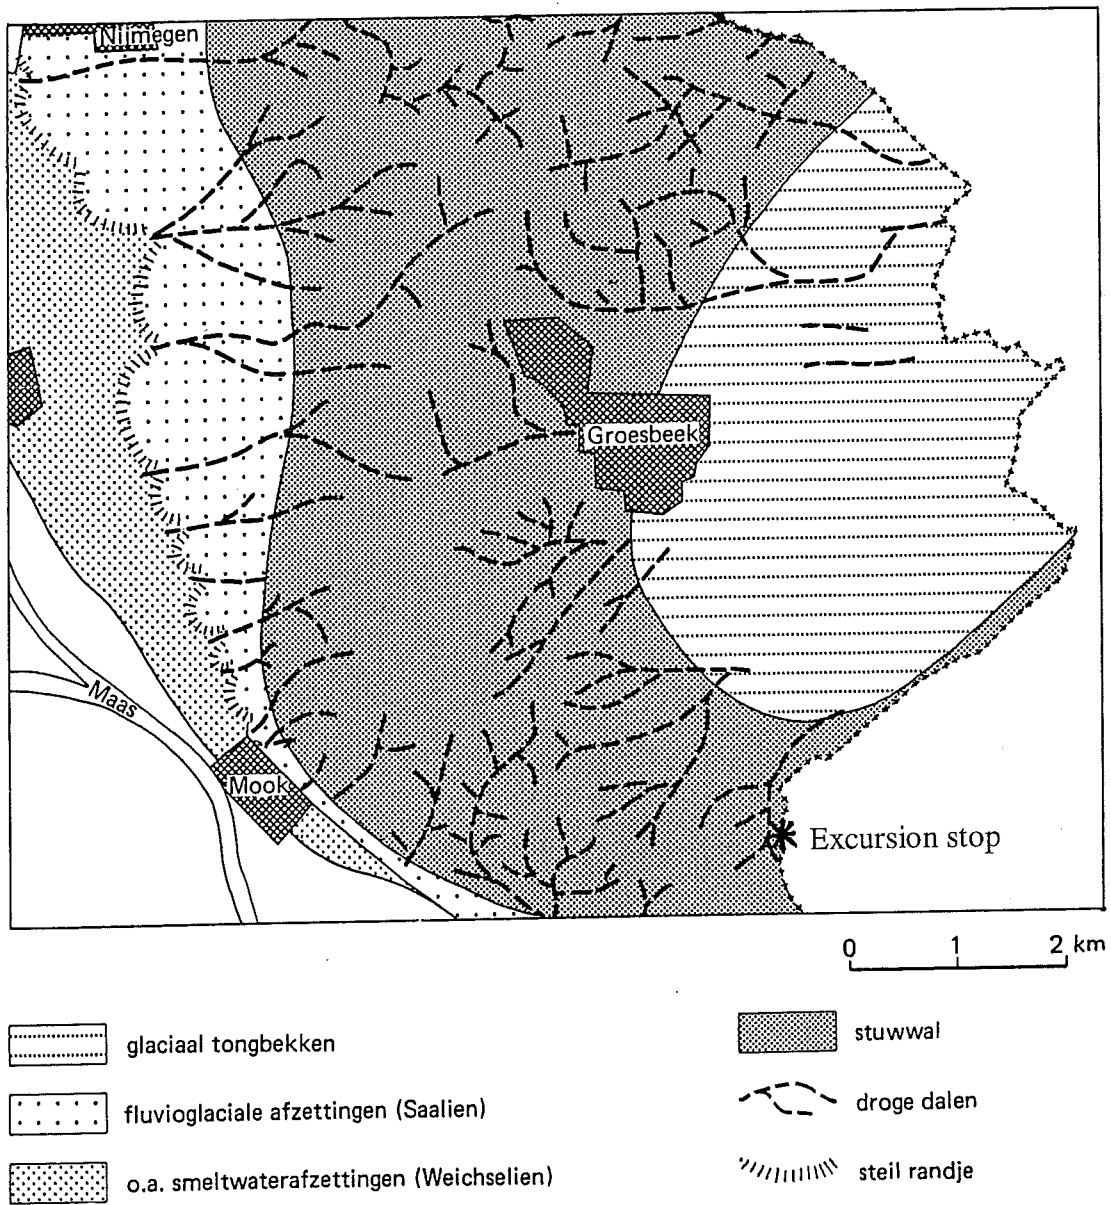 Nijmegen
Groesbeek
Maas
Mook
Excursion stop
0 1 2 km
glaciaal tongbekken
fluvioglaciale afzettingen (Saalien)
o.a. smeltwaterafzettingen (Weichselien)
stuwwal
droge dalen
steil randje